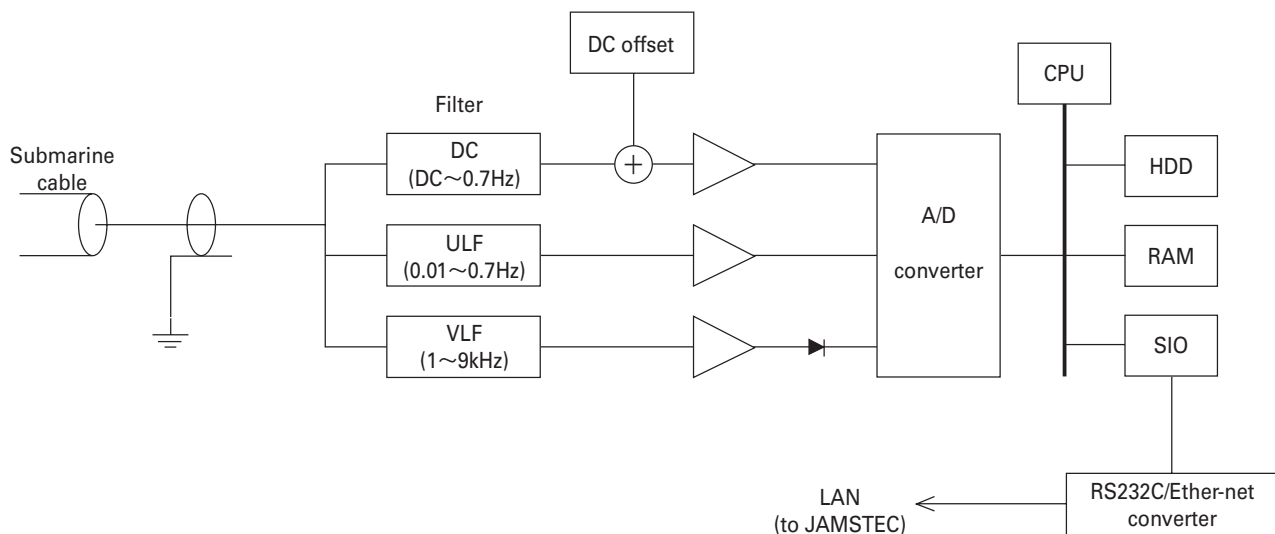 DC offset
CPU
Filter
DC
(DC～0.7Hz)
Submarine
cable
HDD
A/D
converter
ULF
(0.01～0.7Hz)
RAM
VLF
(1～9kHz)
SIO
LAN
(to JAMSTEC)
RS232C/Ether-net
converter